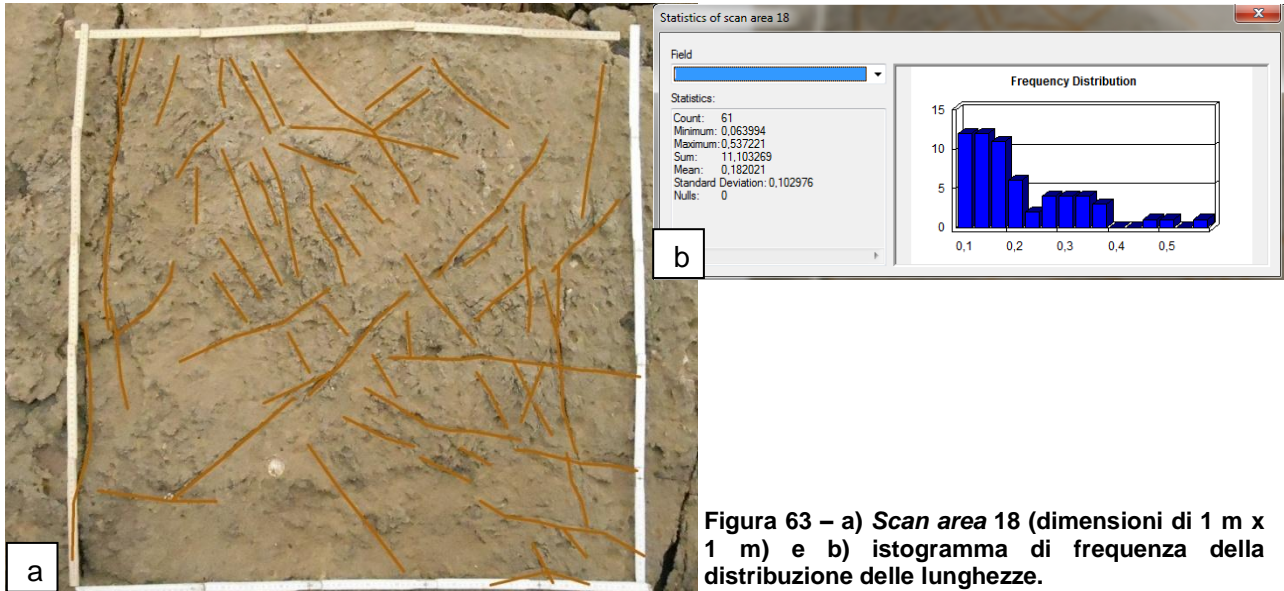 Statistics of scan area 18
Field
Statistics:
Count: 61
Minimum: 0,063994
Maximum: 0,537221
Sum: 11,103269
Mean: 0,182021
Standard Deviation: 0,102976
Nulls: 0
Frequency Distribution
15
10
5
0
0,1 0,2 0,3 0,4 0,5
b
a
Figura 63 – a) Scan area 18 (dimensioni di 1 m x
1 m) e b) istogramma di frequenza della
distribuzione delle lunghezze.